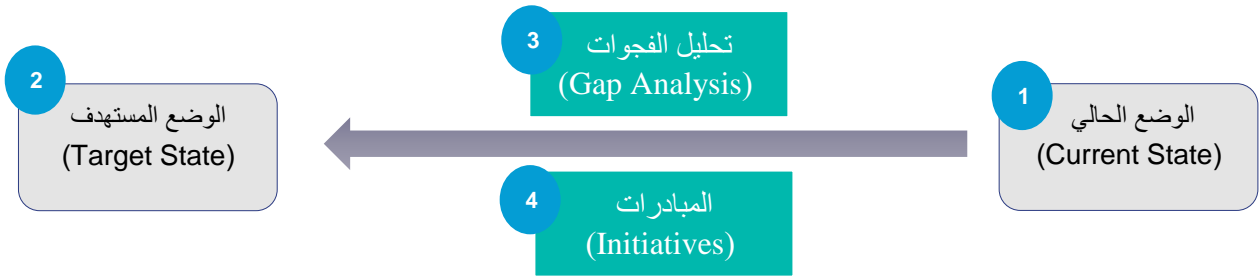 1
الوضع الحالي
(Current State)
2
الوضع المستهدف
(Target State)
3
تحليل الفجوات
(Gap Analysis)
4
المبادرات
(Initiatives)